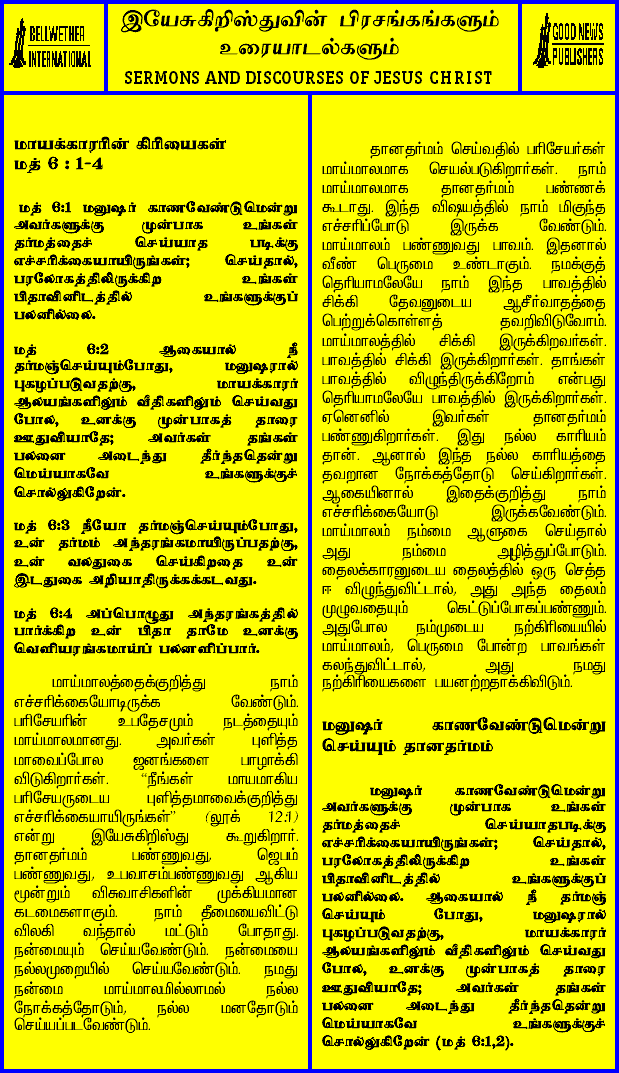 BELLWETHER
INTERNATIONAL
இயேசுகிறிஸ்துவின் பிரசங்கங்களும்
உரையாடல்களும்
SERMONS AND DISCOURSES OF JESUS CHRIST
GOOD NEWS
PUBLISHERS
மாயக்காரரின் கிரியைகள்
மத் 6 : 1-4
மத் 6:1 மனுஷர் காணவேண்டுமென்று
அவர்களுக்கு முன்பாக உங்கள்
தர்மத்தைச் செய்யாத படிக்கு
எச்சரிக்கையாயிருங்கள்; செய்தால்,
பரலோகத்திலிருக்கிற உங்கள்
பிதாவினிடத்தில் உங்களுக்குப்
பலனில்லை.
மத் 6:2 ஆகையால் நீ
தர்மஞ்செய்யும்போது, மனுஷரால்
புகழப்படுவதற்கு, மாயக்காரர்
ஆலயங்களிலும் வீதிகளிலும் செய்வது
போல, உனக்கு முன்பாகத் தாரை
ஊதுவியாதே; அவர்கள் தங்கள்
பலனை அடைந்து தீர்ந்ததென்று
மெய்யாகவே உங்களுக்குச்
சொல்லுகிறேன்.
மத் 6:3 நீயோ தர்மஞ்செய்யும்போது,
உன் தர்மம் அந்தரங்கமாயிருப்பதற்கு,
உன் வலதுகை செய்கிறதை உன்
இடதுகை அறியாதிருக்கக்கடவது.
மத் 6:4 அப்பொழுது அந்தரங்கத்தில்
பார்க்கிற உன் பிதா தாமே உனக்கு
வெளியரங்கமாய்ப் பலனளிப்பார்.
மாய்மாலத்தைக்குறித்து நாம்
எச்சரிக்கையோடிருக்க வேண்டும்.
பரிசேயரின் உபதேசமும் நடத்தையும்
மாய்மாலமானது. அவர்கள் புளித்த
மாவைப்போல ஜனங்களை பாழாக்கி
விடுகிறார்கள். “நீங்கள் மாயமாகிய
பரிசேயருடைய புளித்தமாவைக்குறித்து
எச்சரிக்கையாயிருங்கள்” (லூக் 12:1)
என்று இயேசுகிறிஸ்து கூறுகிறார்.
தானதர்மம் பண்ணுவது, ஜெபம்
பண்ணுவது, உபவாசம்பண்ணுவது ஆகிய
மூன்றும் விசுவாசிகளின் முக்கியமான
கடமைகளாகும். நாம் தீமையைவிட்டு
விலகி வந்தால் மட்டும் போதாது.
நன்மையும் செய்யவேண்டும். நன்மையை
நல்லமுறையில் செய்யவேண்டும். நமது
நன்மை மாய்மாலமில்லாமல் நல்ல
நோக்கத்தோடும், நல்ல மனதோடும்
செய்யப்படவேண்டும்.
தானதர்மம் செய்வதில் பரிசேயர்கள்
மாய்மாலமாக செயல்படுகிறார்கள். நாம்
மாய்மாலமாக தானதர்மம் பண்ணக்
கூடாது. இந்த விஷயத்தில் நாம் மிகுந்த
எச்சரிப்போடு இருக்க வேண்டும்.
மாய்மாலம் பண்ணுவது பாவம். இதனால்
வீண் பெருமை உண்டாகும். நமக்குத்
தெரியாமலேயே நாம் இந்த பாவத்தில்
சிக்கி தேவனுடைய ஆசீர்வாதத்தை
பெற்றுக்கொள்ளத் தவறிவிடுவோம்.
மாய்மாலத்தில் சிக்கி இருக்கிறவர்கள்.
பாவத்தில் சிக்கி இருக்கிறார்கள். தாங்கள்
பாவத்தில் விழுந்திருக்கிறோம் என்பது
தெரியாமலேயே பாவத்தில் இருக்கிறார்கள்.
ஏனெனில் இவர்கள் தானதர்மம்
பண்ணுகிறார்கள். இது நல்ல காரியம்
தான். ஆனால் இந்த நல்ல காரியத்தை
தவறான நோக்கத்தோடு செய்கிறார்கள்.
ஆகையினால் இதைக்குறித்து நாம்
எச்சரிக்கையோடு இருக்கவேண்டும்.
மாய்மாலம் நம்மை ஆளுகை செய்தால்
அது நம்மை அழித்துப்போடும்.
தைலக்காரனுடைய தைலத்தில் ஒரு செத்த
ஈ விழுந்துவிட்டால், அது அந்த தைலம்
முழுவதையும் கெட்டுப்போகப்பண்ணும்.
அதுபோல நம்முடைய நற்கிரியையில்
மாய்மாலம், பெருமை போன்ற பாவங்கள்
கலந்துவிட்டால், அது நமது
நற்கிரியைகளை பயனற்றதாக்கிவிடும்.
மனுஷர் காணவேண்டுமென்று
செய்யும் தானதர்மம்
மனுஷர் காணவேண்டுமென்று
அவர்களுக்கு முன்பாக உங்கள்
தர்மத்தைச் செய்யாதபடிக்கு
எச்சரிக்கையாயிருங்கள்; செய்தால்,
பரலோகத்திலிருக்கிற உங்கள்
பிதாவினிடத்தில் உங்களுக்குப்
பலனில்லை. ஆகையால் நீ தர்மஞ்
செய்யும் போது, மனுஷரால்
புகழப்படுவதற்கு, மாயக்காரர்
ஆலயங்களிலும் வீதிகளிலும் செய்வது
போல, உனக்கு முன்பாகத் தாரை
ஊதுவியாதே; அவர்கள் தங்கள்
பலனை அடைந்து தீர்ந்ததென்று
மெய்யாகவே உங்களுக்குச்
சொல்லுகிறேன் (மத் 6:1,2).